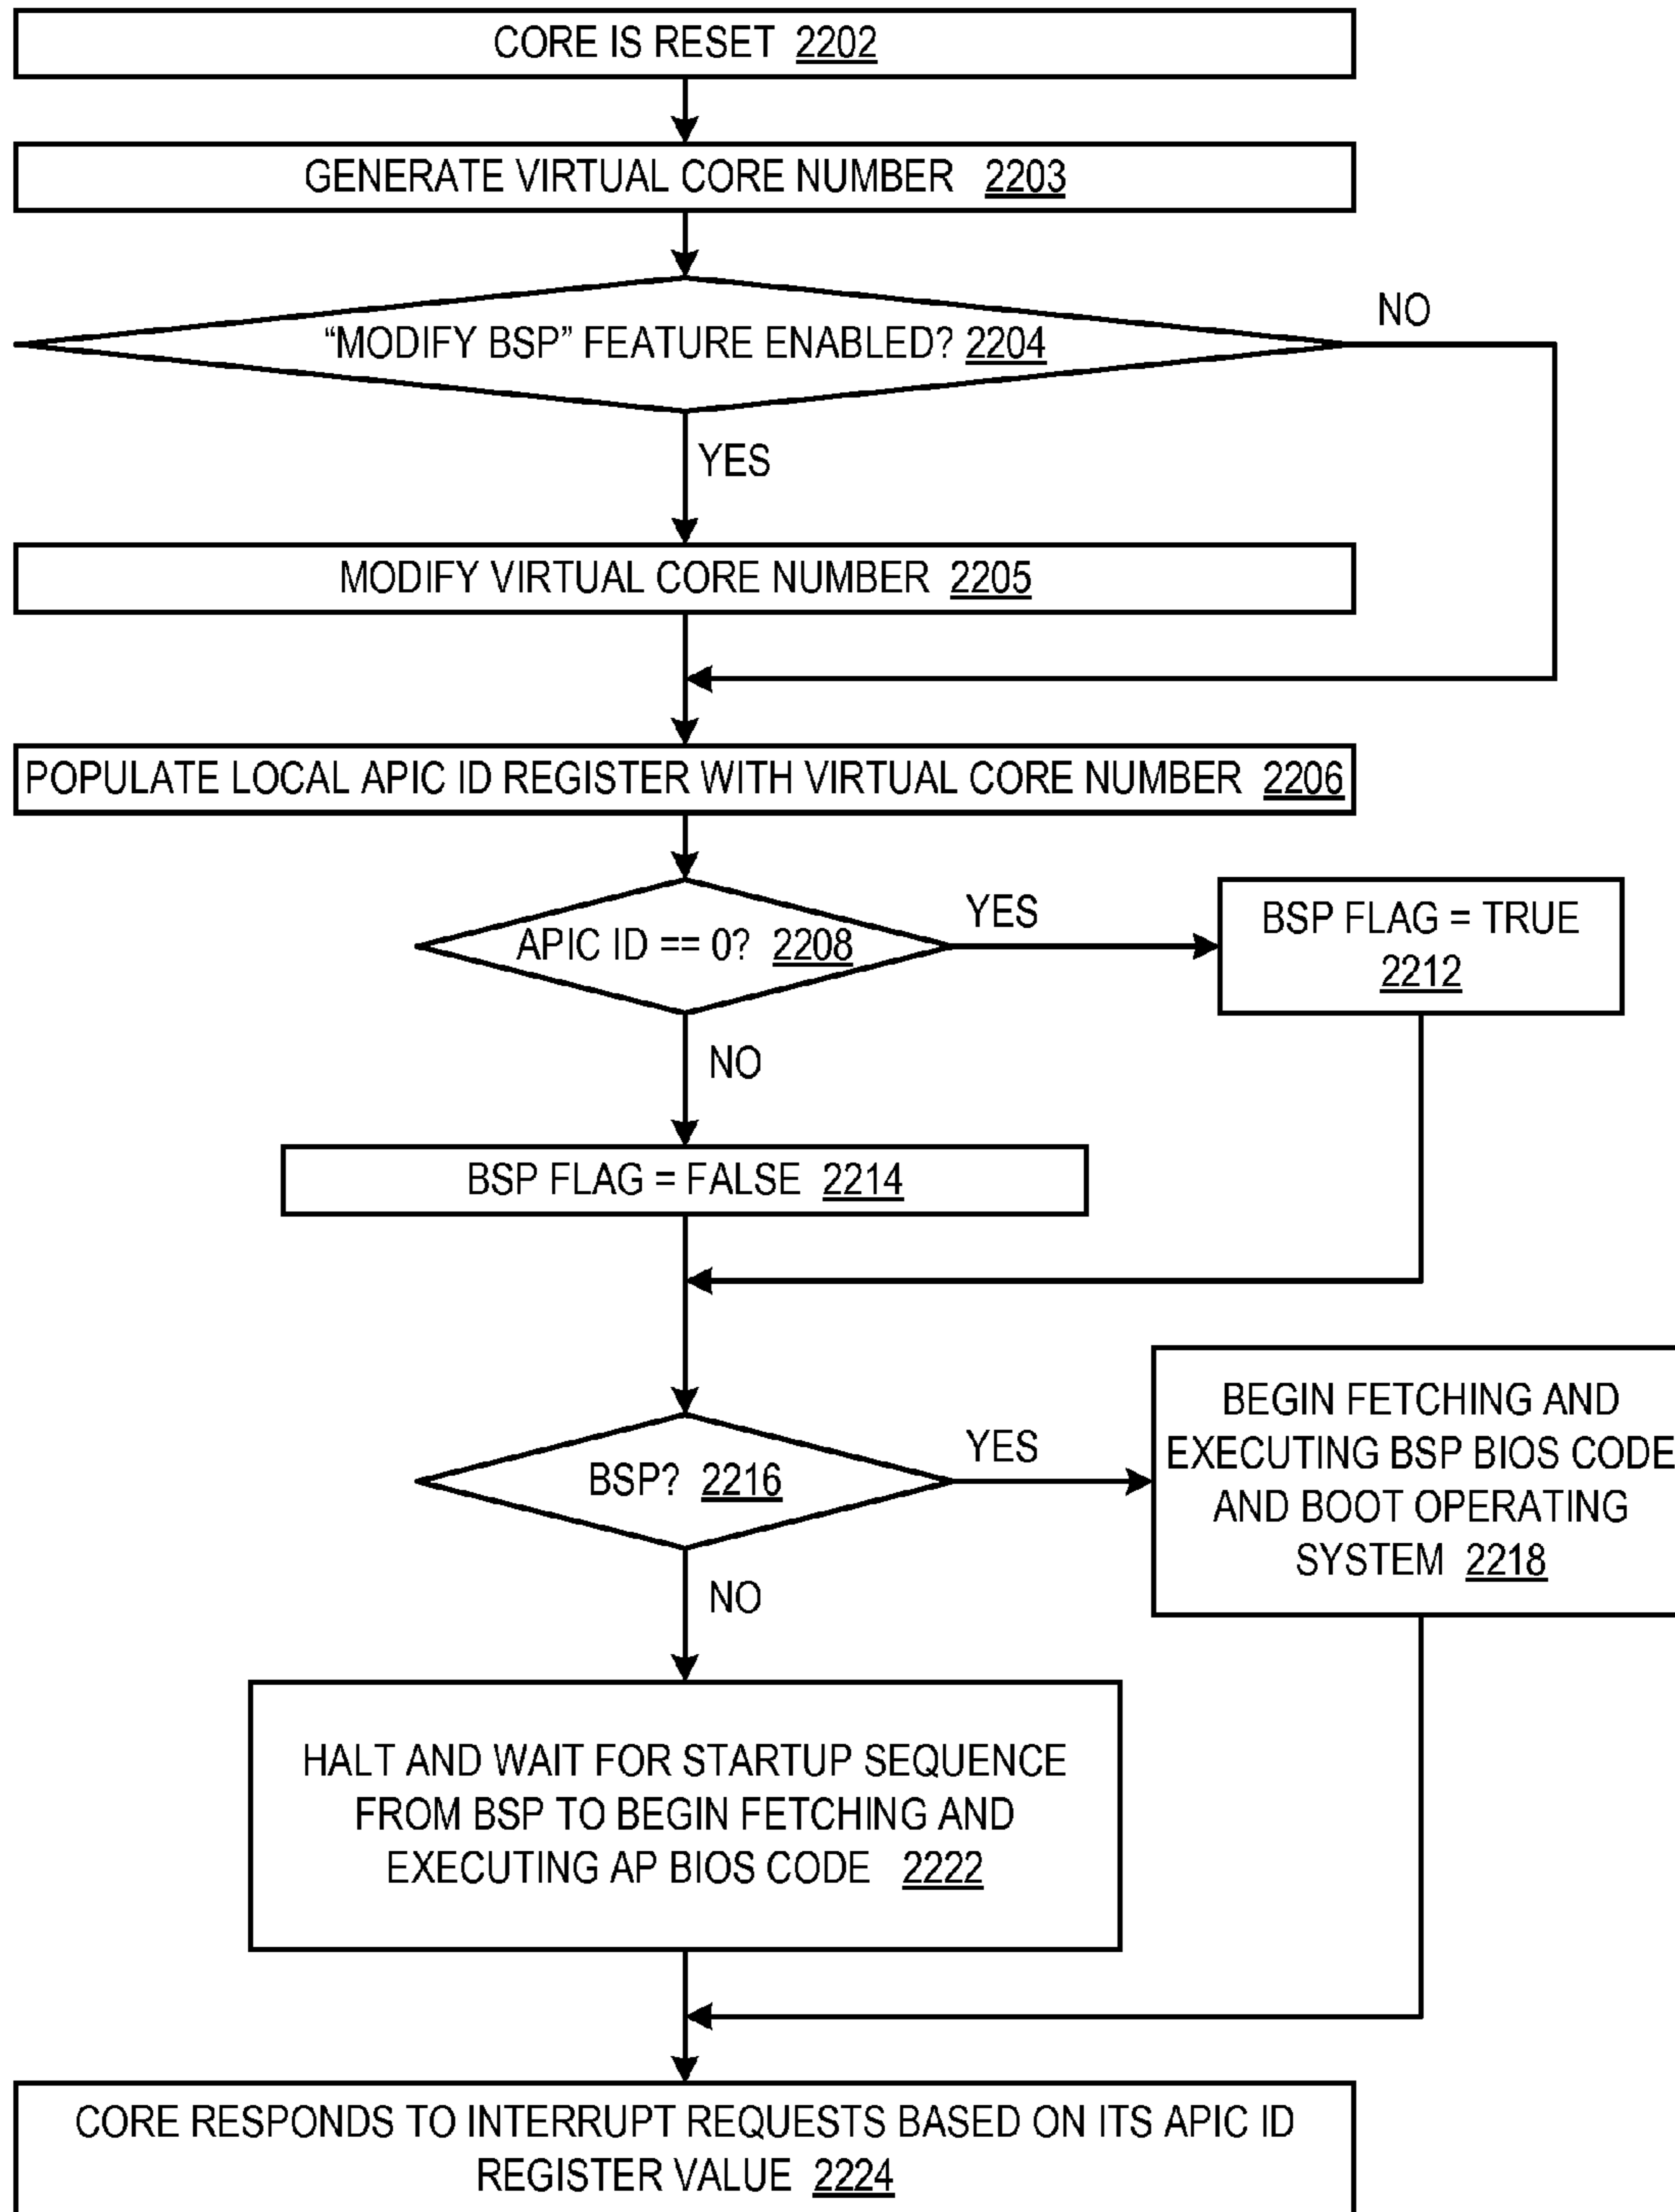 CORE IS RESET 2202
GENERATE VIRTUAL CORE NUMBER 2203
“MODIFY BSP” FEATURE ENABLED? 2204
NO
YES
MODIFY VIRTUAL CORE NUMBER 2205
POPULATE LOCAL APIC ID REGISTER WITH VIRTUAL CORE NUMBER 2206
APIC ID == 0? 2208
YES
BSP FLAG = TRUE
2212
NO
BSP FLAG = FALSE 2214
BSP? 2216
YES
BEGIN FETCHING AND
EXECUTING BSP BIOS CODE
AND BOOT OPERATING
SYSTEM 2218
NO
HALT AND WAIT FOR STARTUP SEQUENCE
FROM BSP TO BEGIN FETCHING AND
EXECUTING AP BIOS CODE 2222
CORE RESPONDS TO INTERRUPT REQUESTS BASED ON ITS APIC ID
REGISTER VALUE 2224